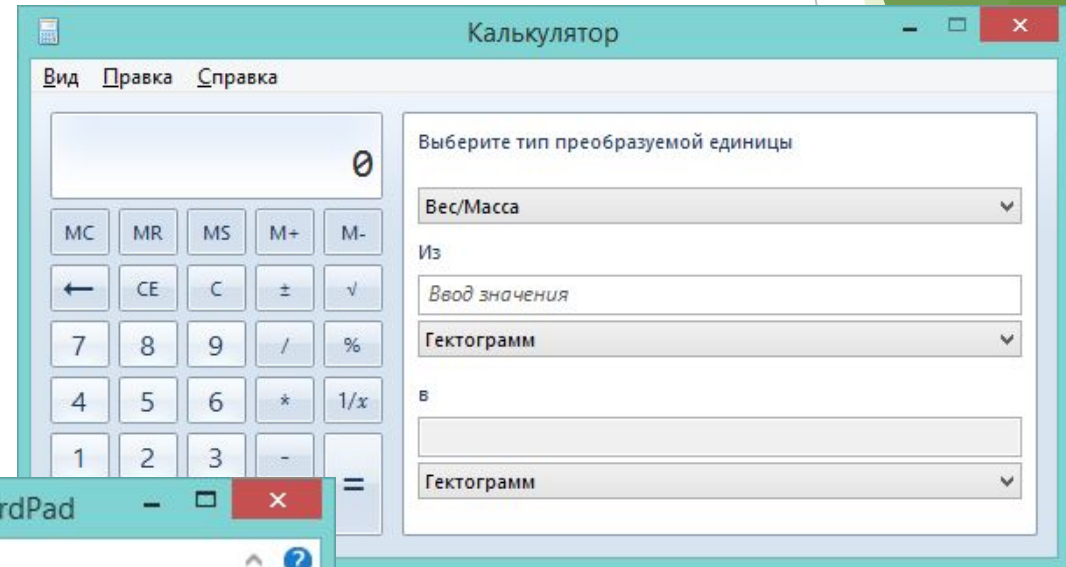 Калькулятор
Вид Правка Справка
0
MC MR MS M+ M-
← CE C ± √
7 8 9 / %
4 5 6 * 1/x
1 2 3 - =
Выберите тип преобразуемой единицы
Вес/Масса
Из
Ввод значения
Гектограмм
в
Гектограмм
rdPad